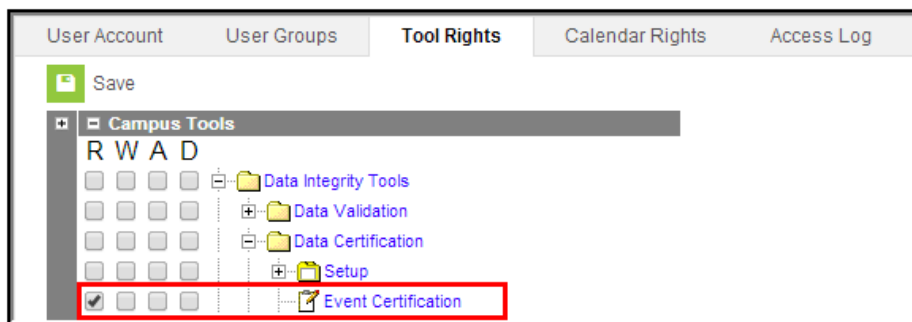 User Account User Groups Tool Rights Calendar Rights Access Log
Save
Campus Tools
R W A D
Data Integrity Tools
Data Validation
Data Certification
Setup
Event Certification